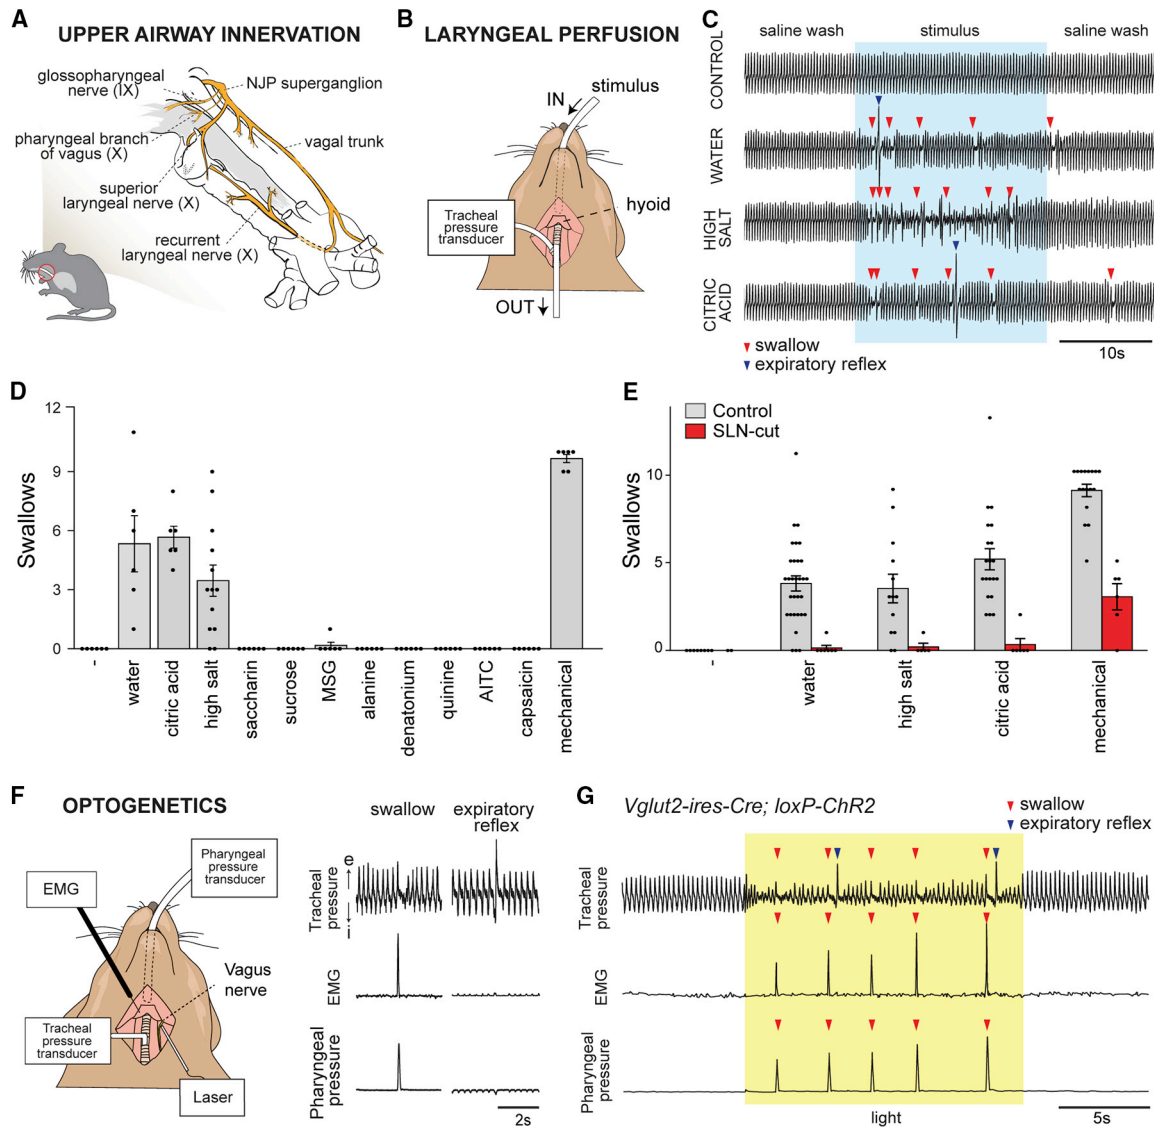 A
UPPER AIRWAY INNERVATION
glossopharyngeal
nerve (IX)
NJP superganglion
pharyngeal branch
of vagus (X)
vagal trunk
superior
laryngeal nerve (X)
recurrent
laryngeal nerve (X)
B
LARYNGEAL PERFUSION
IN
stimulus
hyoid
Tracheal
pressure
transducer
OUT
C
saline wash
stimulus
saline wash
CONTROL
WATER
HIGH
SALT
CITRIC
ACID
swallow
expiratory reflex
10s
D
Swallows
12
9
6
3
0
-
water
citric acid
high salt
saccharin
sucrose
MSG
alanine
denatonium
quinine
AITC
capsaicin
mechanical
E
Control
SLN-cut
Swallows
10
5
0
-
water
high salt
citric acid
mechanical
F
OPTOGENETICS
Pharyngeal
pressure
transducer
EMG
Vagus
nerve
Tracheal
pressure
transducer
Laser
swallow
expiratory
reflex
e
i
Tracheal
pressure
EMG
Pharyngeal
pressure
2s
G
Vglut2-ires-Cre; loxP-ChR2
swallow
expiratory reflex
Tracheal
pressure
EMG
Pharyngeal
pressure
light
5s